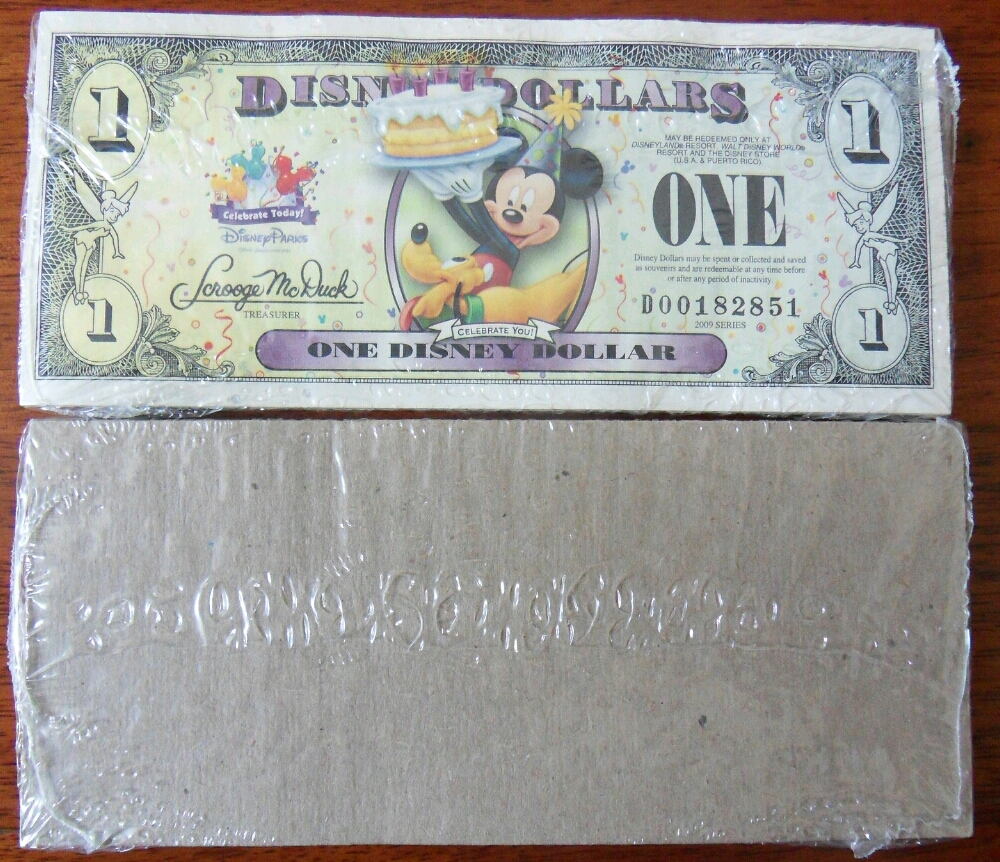 1
DISN DOLLARS
1
MAY BE REDEEMED ONLY AT
DISNEYLAND® RESORT, WALT DISNEY WORLD®
RESORT AND THE DISNEY STORE
(U.S.A. & PUERTO RICO).
ONE
Celebrate Today!
DISNEY PARKS
Disney Dollars may be spent or collected and saved
as souvenirs and are redeemable at any time before
or after any period of inactivity.
Scrooge McDuck
TREASURER
D00182851
2009 SERIES
1
CELEBRATE YOU!
1
ONE DISNEY DOLLAR